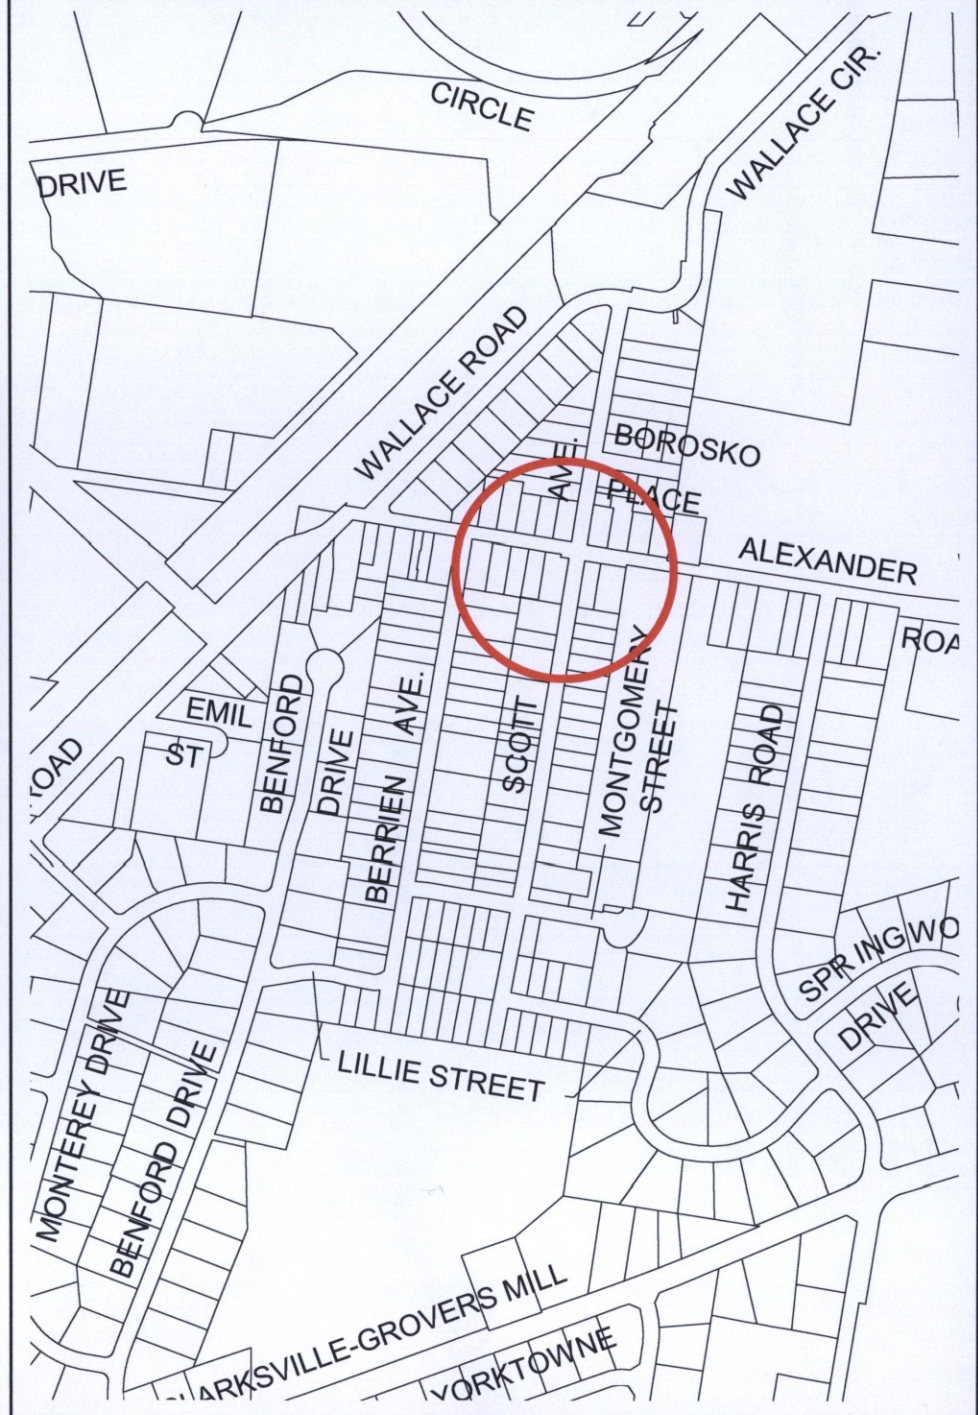 CIRCLE
WALLACE CIR.
DRIVE
WALLACE ROAD
AVE.
BOROSKO
PLACE
ALEXANDER
ROA
EMIL
ST
BENFORD
DRIVE
BERRIEN AVE.
SCOTT
MONTGOMERY
STREET
HARRIS ROAD
ROAD
SPRINGWO
DRIVE
LILLIE STREET
MONTEREY DRIVE
BENFORD DRIVE
LARKSVILLE-GROVERS MILL
YORKTOWNE